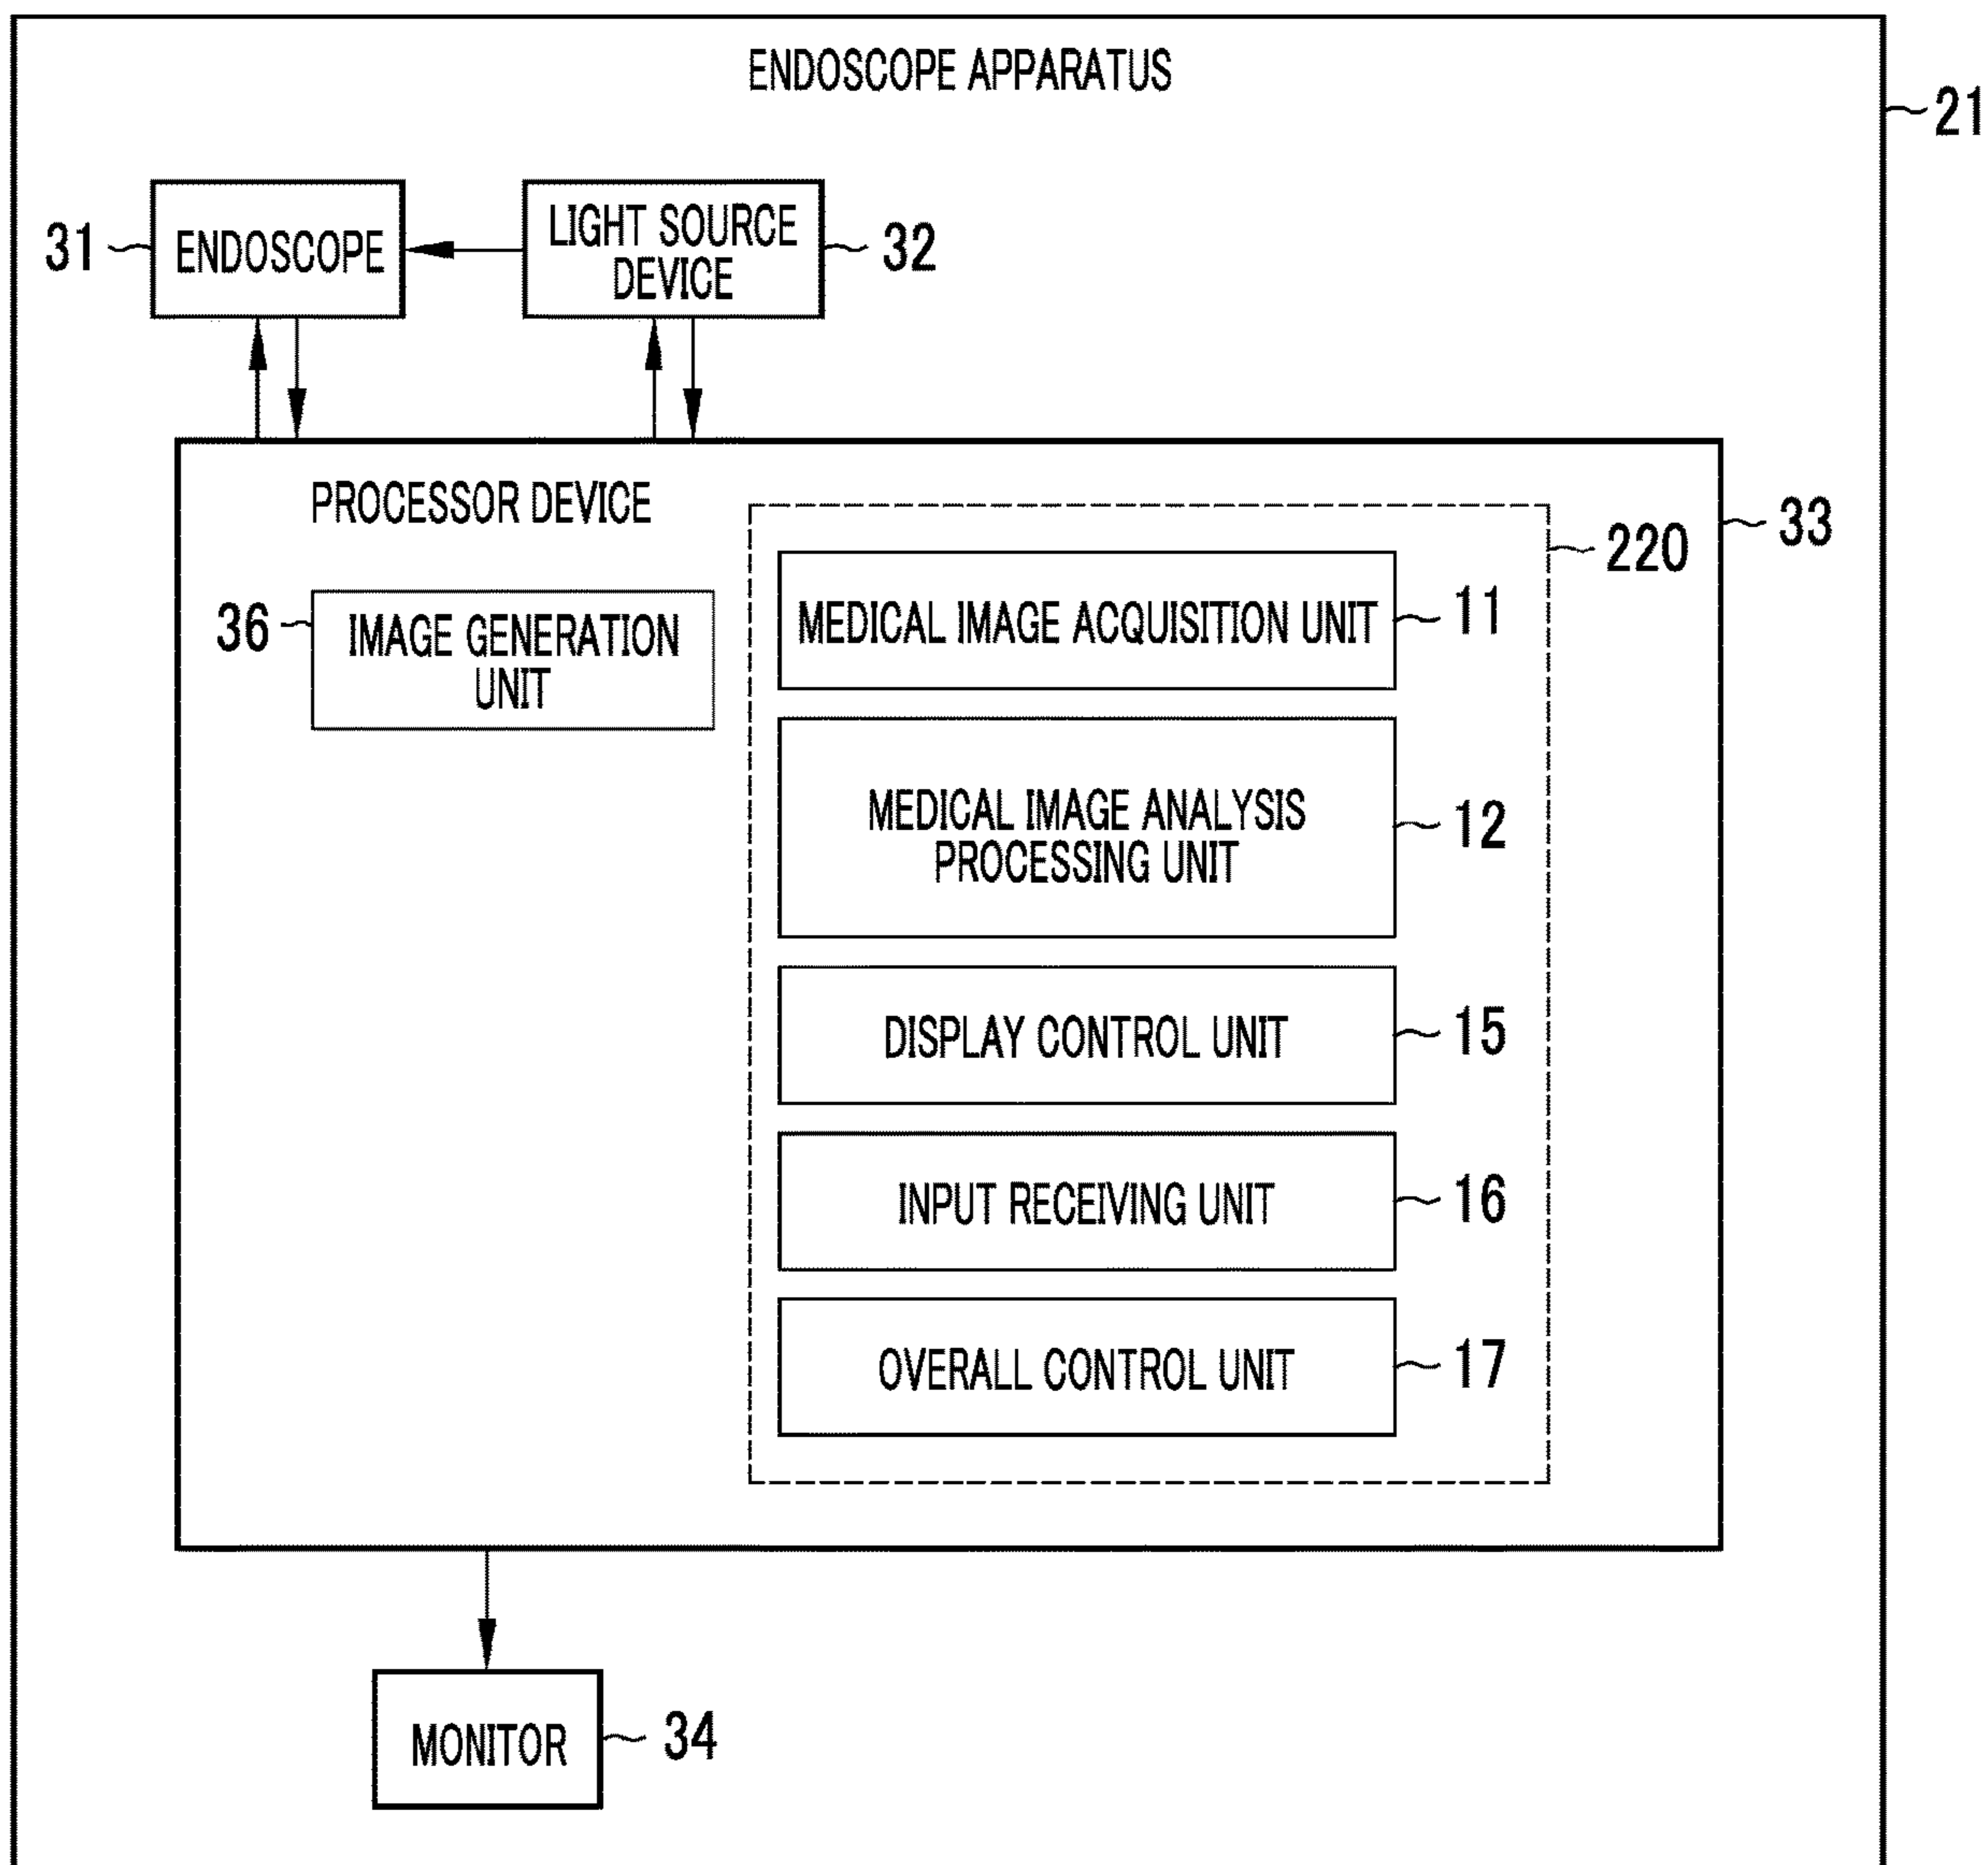 ENDOSCOPE APPARATUS
21
31
ENDOSCOPE
LIGHT SOURCE
DEVICE
32
PROCESSOR DEVICE
33
220
36
IMAGE GENERATION
UNIT
MEDICAL IMAGE ACQUISITION UNIT
11
MEDICAL IMAGE ANALYSIS
PROCESSING UNIT
12
DISPLAY CONTROL UNIT
15
INPUT RECEIVING UNIT
16
OVERALL CONTROL UNIT
17
MONITOR
34